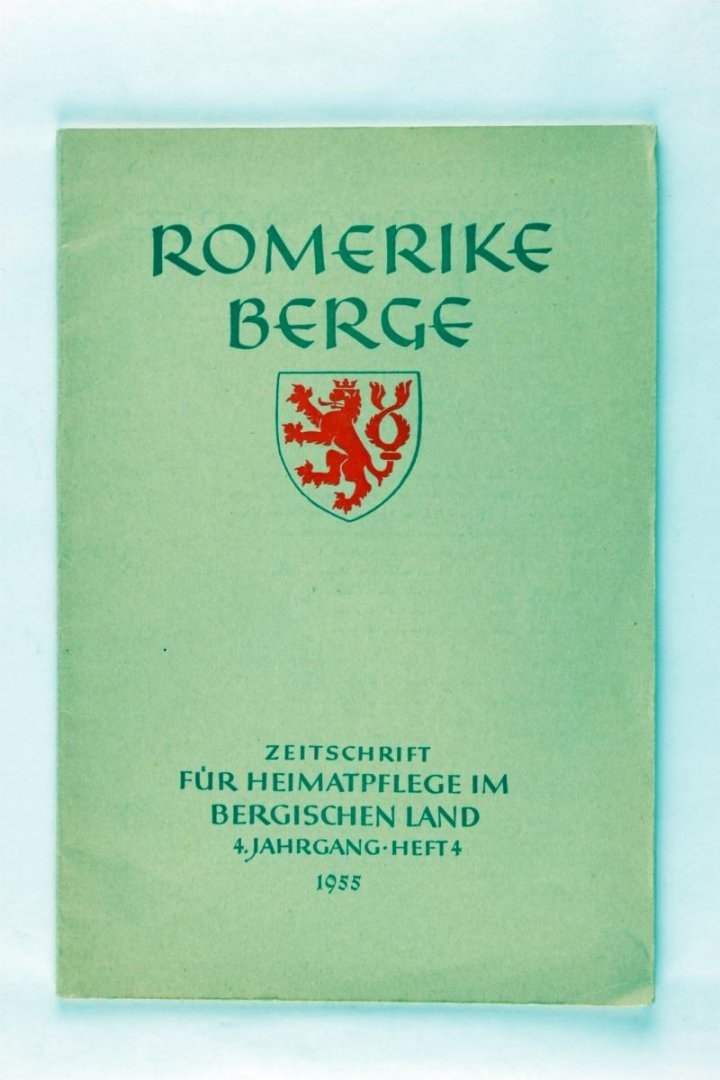 ROMERIKE
BERGE
ZEITSCHRIFT
FÜR HEIMATPFLEGE IM
BERGISCHEN LAND
4. JAHRGANG · HEFT 4
1955